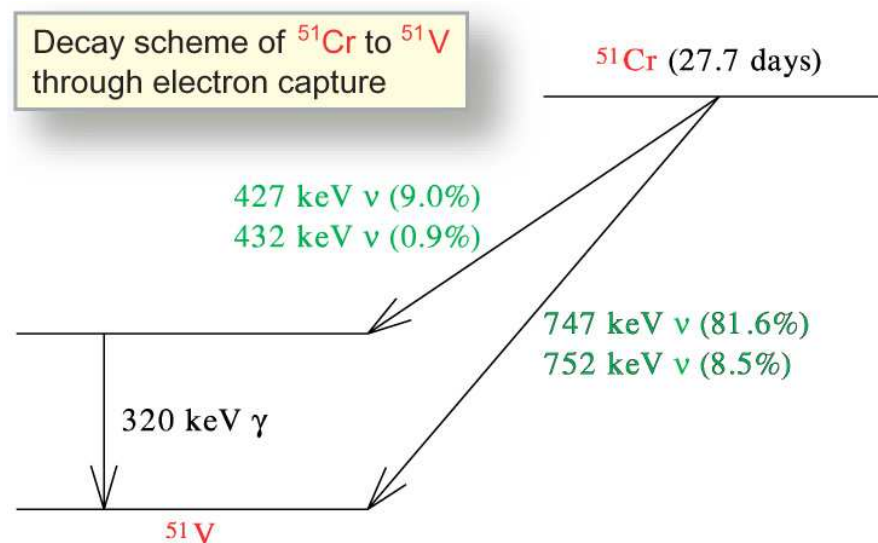 Decay scheme of ⁵¹Cr to ⁵¹V
through electron capture
⁵¹Cr (27.7 days)
427 keV ν (9.0%)
432 keV ν (0.9%)
747 keV ν (81.6%)
752 keV ν (8.5%)
320 keV γ
⁵¹V